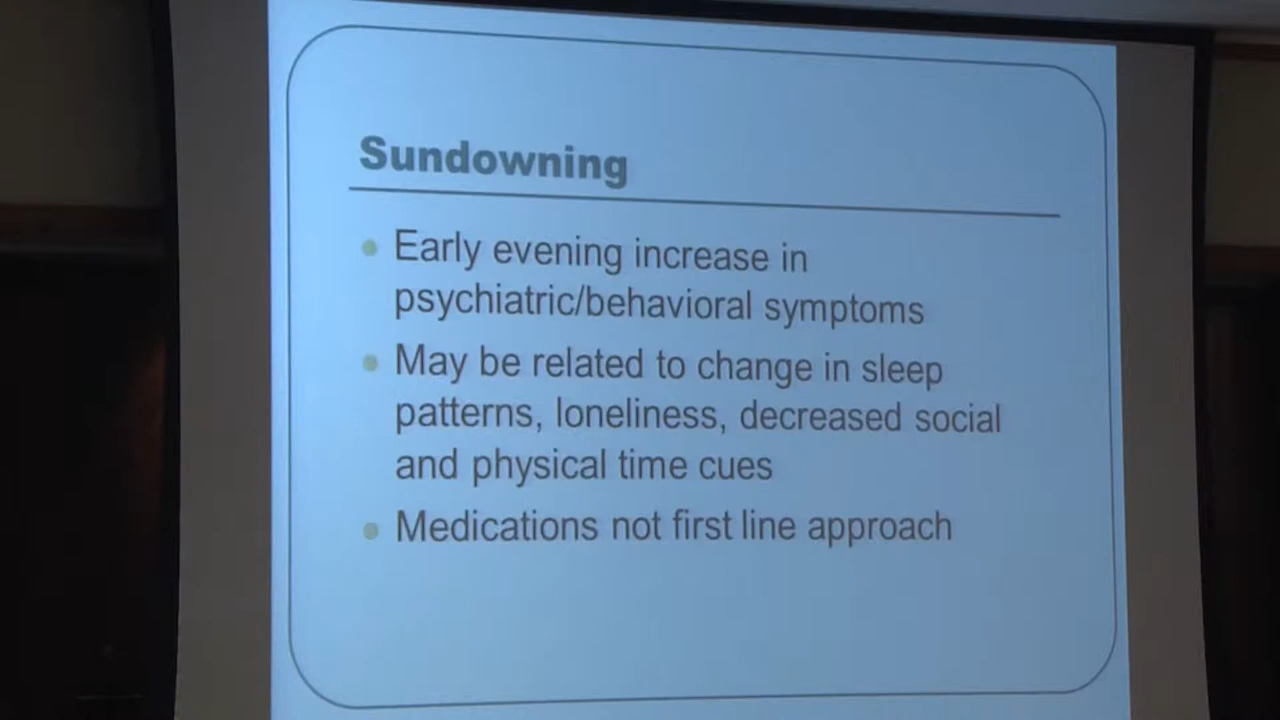 Sundowning
Early evening increase in
psychiatric/behavioral symptoms
May be related to change in sleep
patterns, loneliness, decreased social
and physical time cues
Medications not first line approach